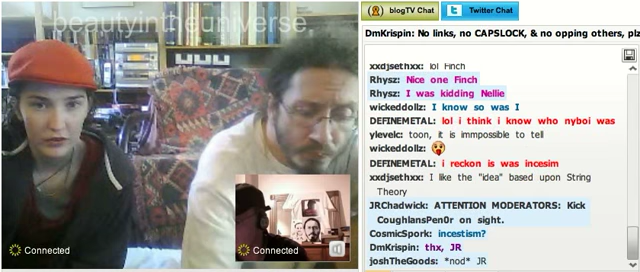 beautyintheuniverse
Connected
Connected
blogTV Chat
Twitter Chat
DmKrispin: No links, no CAPSLOCK, & no opping others, plz
xxdjsethxx: lol Finch
Rhysz: Nice one Finch
Rhysz: I was kidding Nellie
wickeddollz: I know so was I
DEFINEMETAL: lol i think i know who nyboi was
ylevelc: toon, it is immpossible to tell
wickeddollz:
DEFINEMETAL: i reckon is was incesim
xxdjsethxx: I like the "idea" based upon String
Theory
JRChadwick: ATTENTION MODERATORS: Kick
CoughlansPen0r on sight.
CosmicSpork: incestism?
DmKrispin: thx, JR
joshTheGoods: *nod* JR